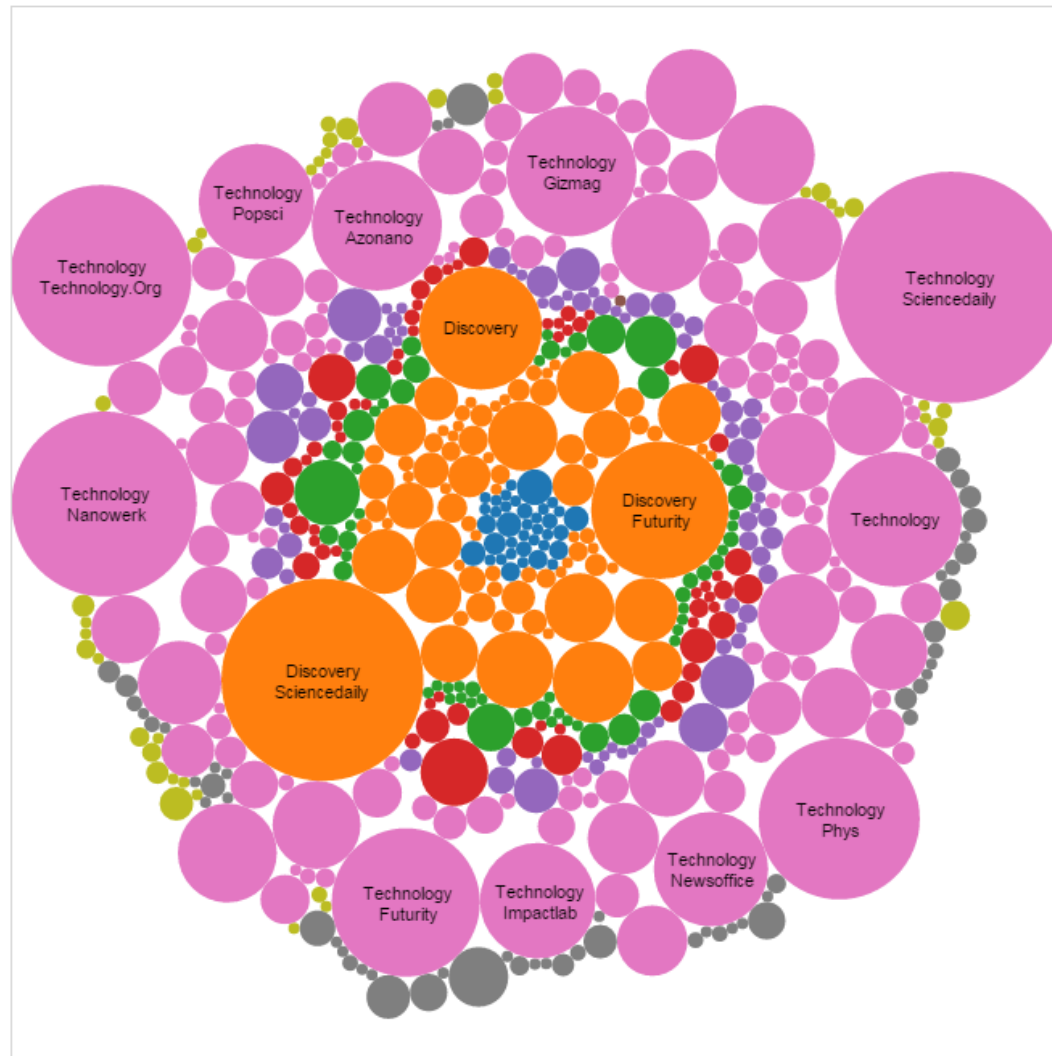 Technology
Gizmag
Technology
Popsci
Technology
Azonano
Technology
Technology.Org
Technology
Sciencedaily
Discovery
Technology
Nanowerk
Discovery
Futurity
Technology
Discovery
Sciencedaily
Technology
Phys
Technology
Newsoffice
Technology
Futurity
Technology
Impactlab